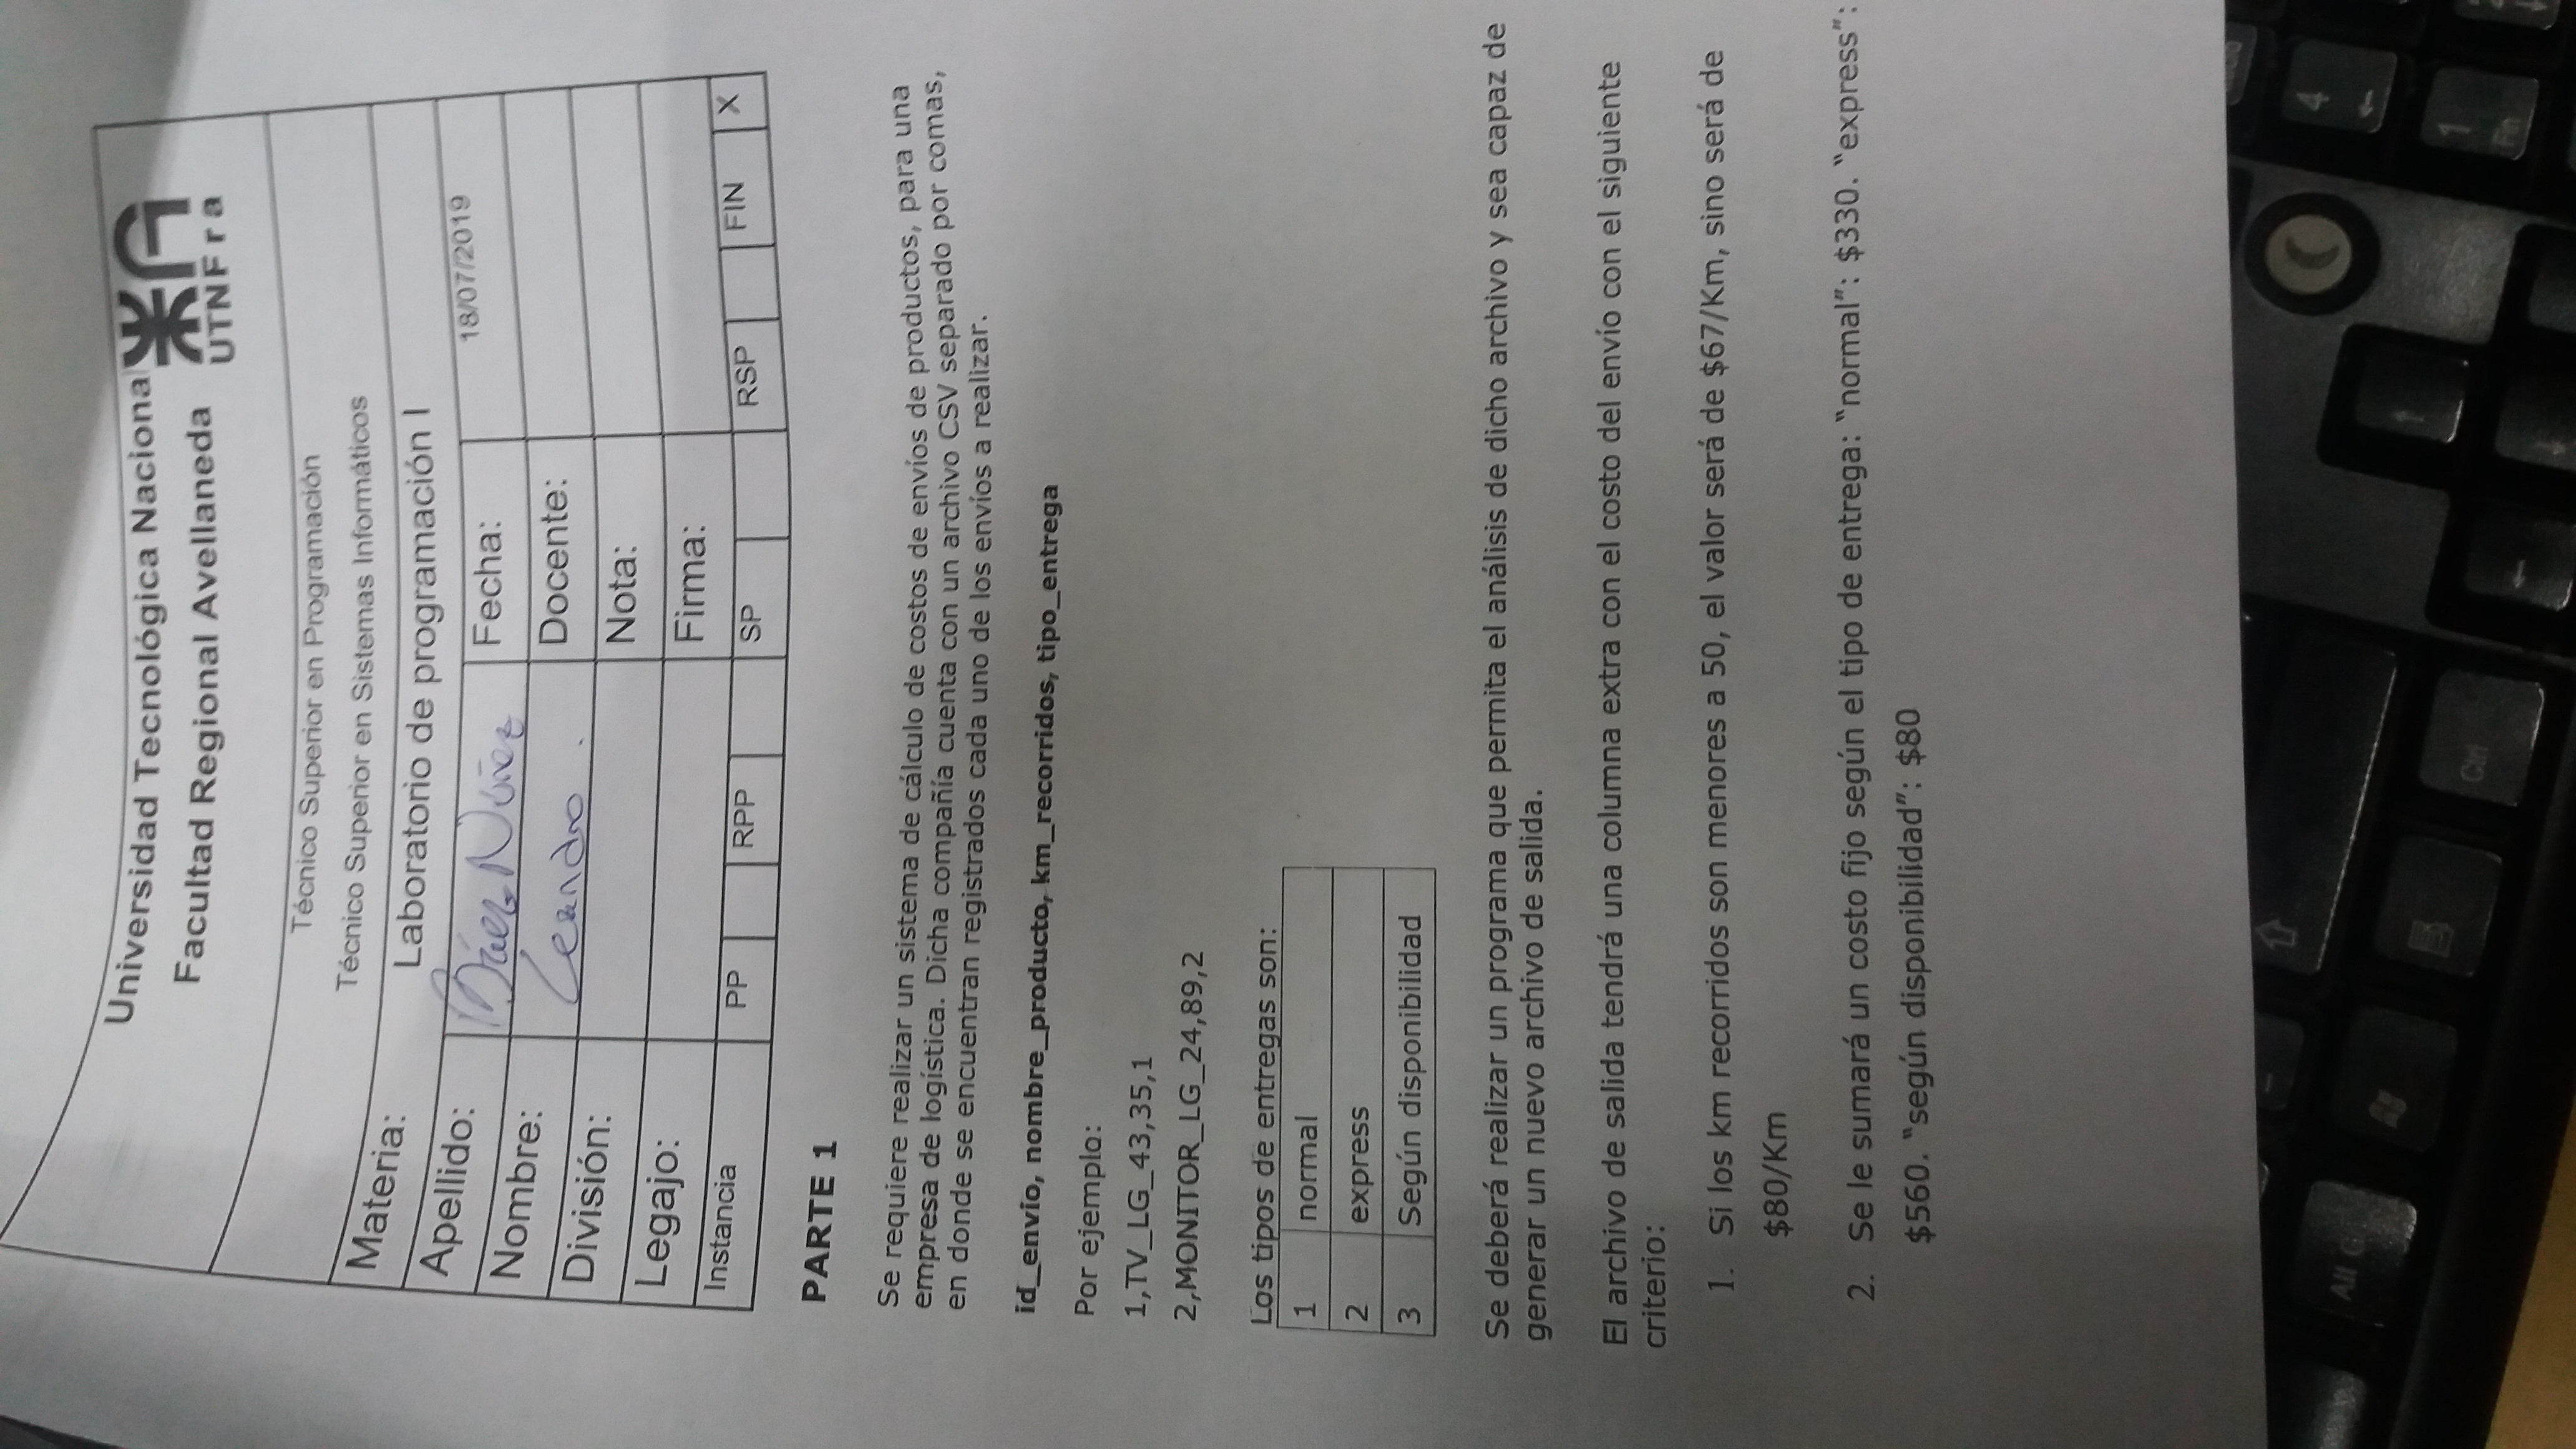 Universidad Tecnológica Naciona
Facultad Regional Avellaneda
UTNFra
Técnico Superior en Programación
Técnico Superior en Sistemas Informáticos
Materia: Laboratorio de programación I
Apellido: Báez Núñez Fecha: 18/07/2019
Nombre: Leandro. Docente:
División: Nota:
Legajo: Firma:
Instancia PP RPP SP RSP FIN X
PARTE 1
Se requiere realizar un sistema de cálculo de costos de envíos de productos, para una
empresa de logística. Dicha compañía cuenta con un archivo CSV separado por comas,
en donde se encuentran registrados cada uno de los envíos a realizar.
id_envio, nombre_producto, km_recorridos, tipo_entrega
Por ejemplo:
1,TV_LG_43,35,1
2,MONITOR_LG_24,89,2
Los tipos de entregas son:
1 normal
2 express
3 Según disponibilidad
Se deberá realizar un programa que permita el análisis de dicho archivo y sea capaz de
generar un nuevo archivo de salida.
El archivo de salida tendrá una columna extra con el costo del envío con el siguiente
criterio:
1. Si los km recorridos son menores a 50, el valor será de $67/Km, sino será de
$80/Km
2. Se le sumará un costo fijo según el tipo de entrega: “normal”: $330. “express”:
$560. “según disponibilidad”: $80
Alt G
Ctrl
4
1
Fn